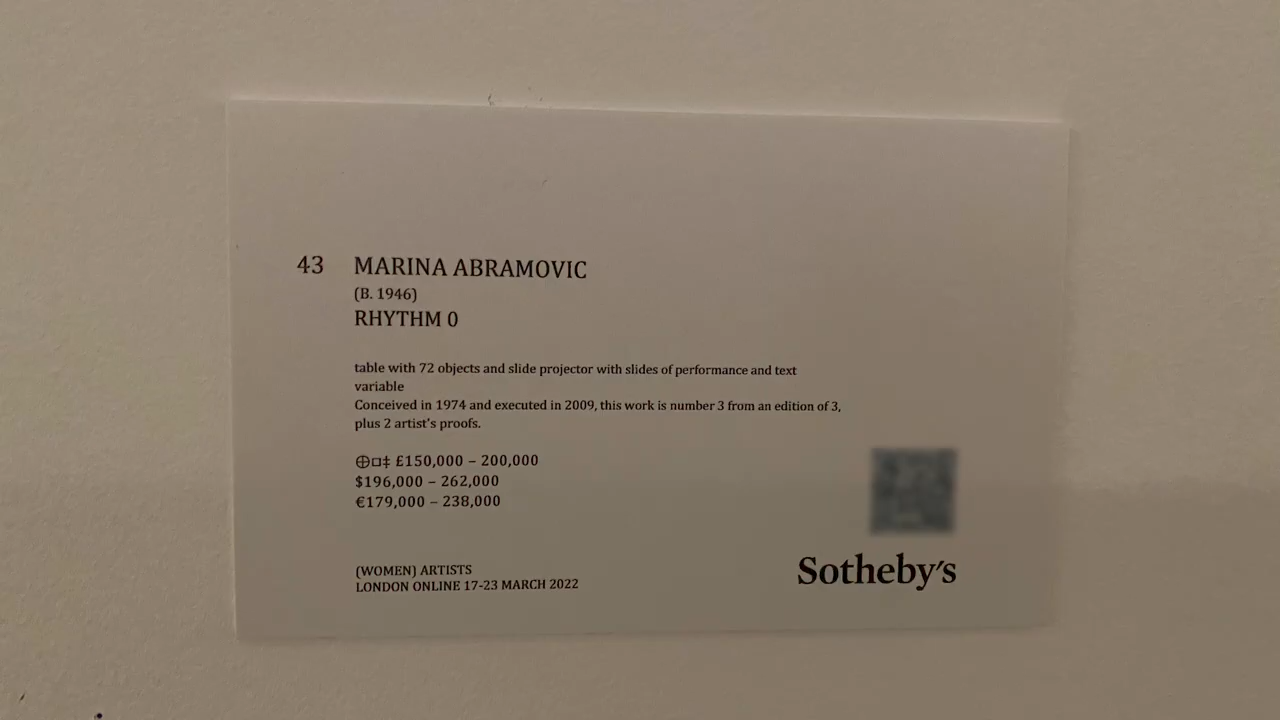 43 MARINA ABRAMOVIC
(B. 1946)
RHYTHM 0
table with 72 objects and slide projector with slides of performance and text
variable
Conceived in 1974 and executed in 2009, this work is number 3 from an edition of 3,
plus 2 artist's proofs.
⊕◻‡ £150,000 – 200,000
$196,000 – 262,000
€179,000 – 238,000
(WOMEN) ARTISTS
LONDON ONLINE 17-23 MARCH 2022
Sotheby's